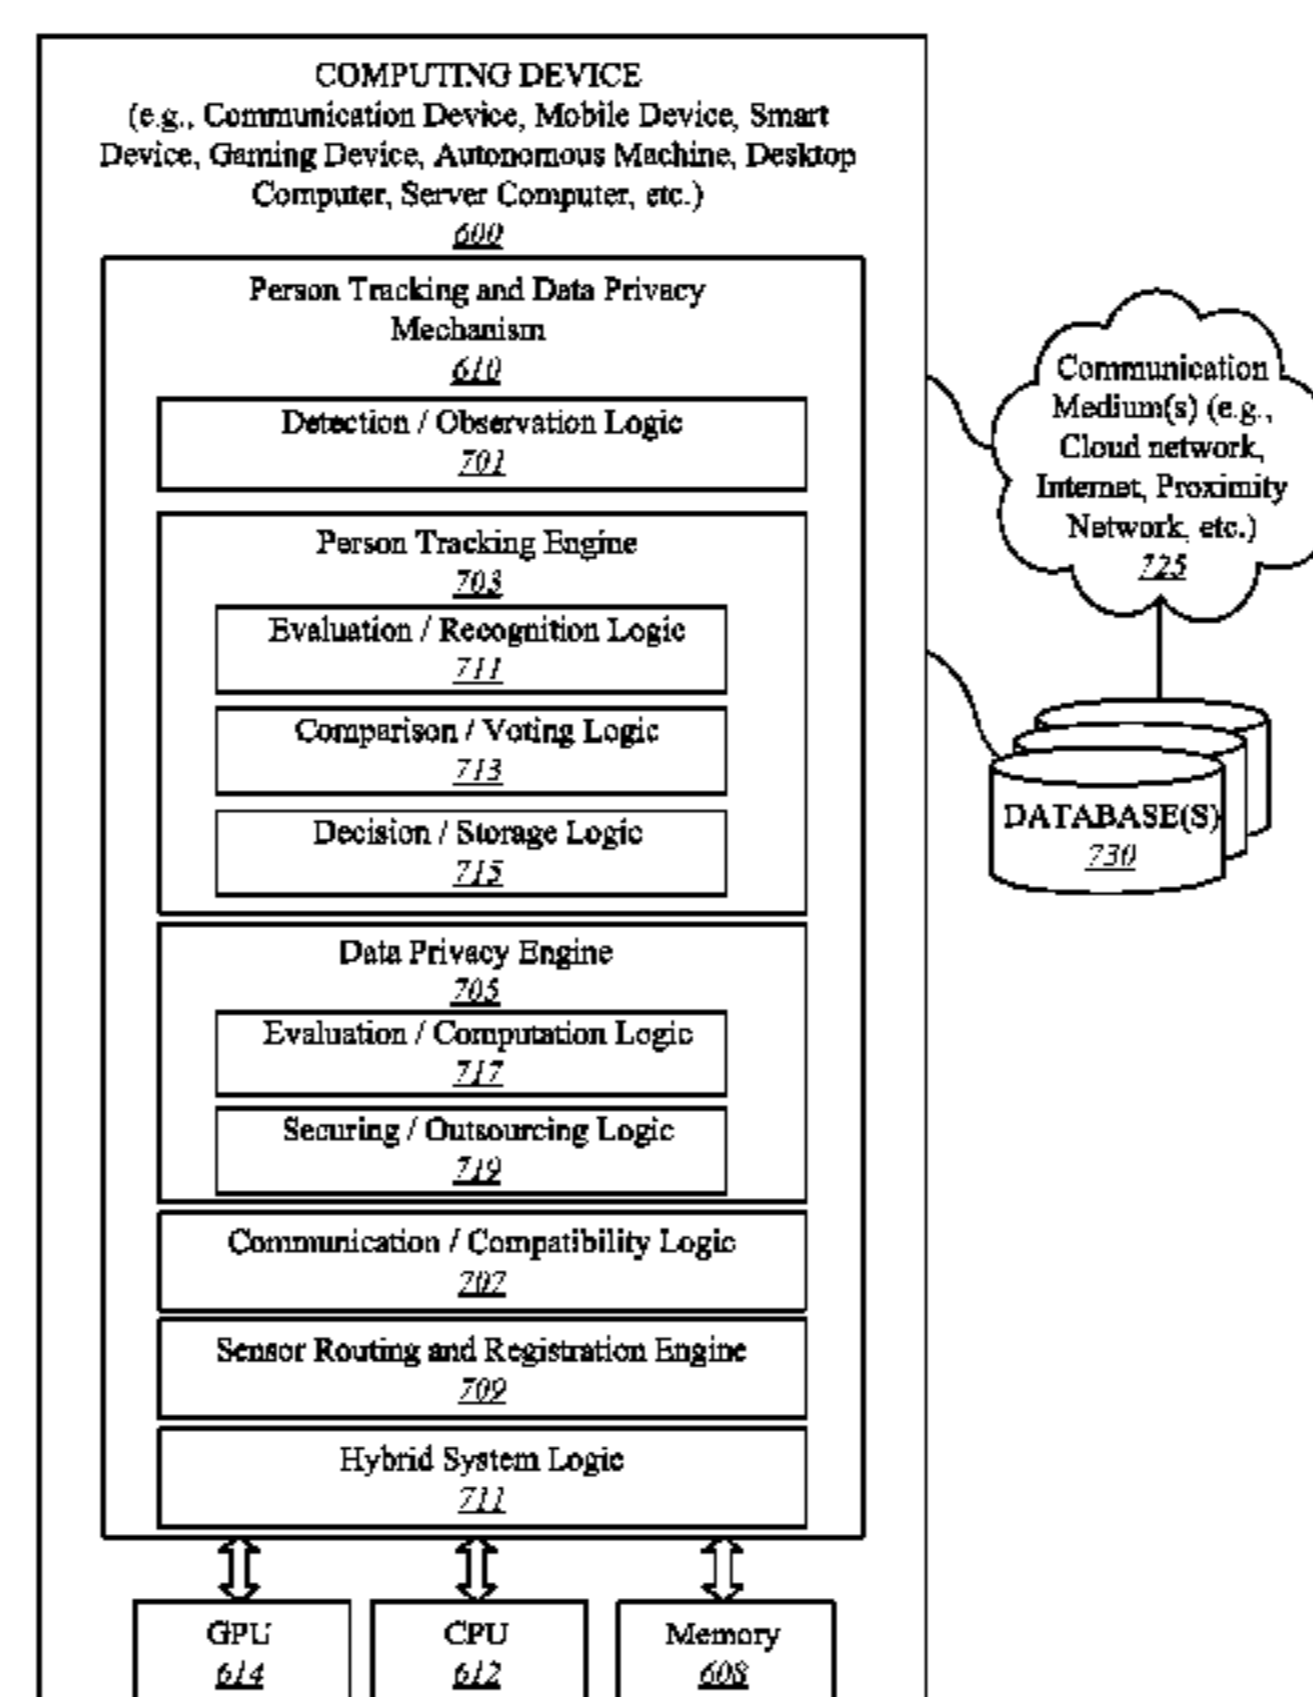 COMPUTING DEVICE
(e.g., Communication Device, Mobile Device, Smart
Device, Gaming Device, Autonomous Machine, Desktop
Computer, Server Computer, etc.)
600
Person Tracking and Data Privacy
Mechanism
610
Detection / Observation Logic
701
Person Tracking Engine
703
Evaluation / Recognition Logic
711
Comparison / Voting Logic
713
Decision / Storage Logic
715
Data Privacy Engine
705
Evaluation / Computation Logic
717
Securing / Outsourcing Logic
719
Communication / Compatibility Logic
707
Sensor Routing and Registration Engine
709
Hybrid System Logic
711
GPU
614
CPU
612
Memory
608
Communication
Medium(s) (e.g.,
Cloud network,
Internet, Proximity
Network, etc.)
725
DATABASE(S)
730